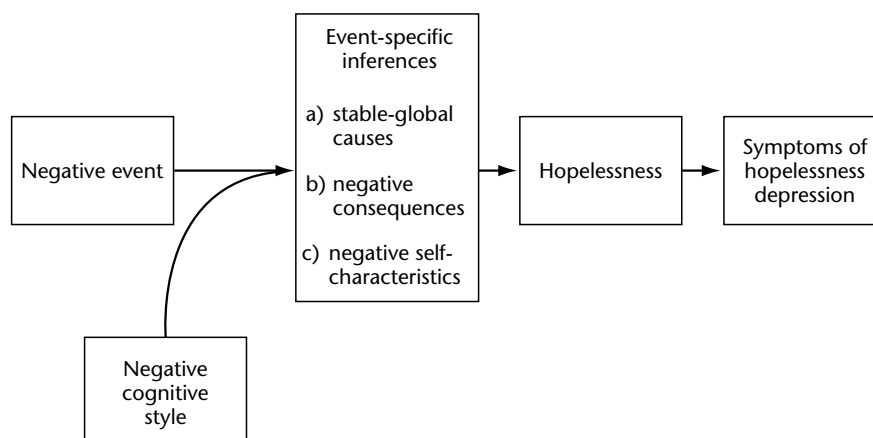 Event-specific
inferences
a) stable-global
causes
b) negative
consequences
c) negative self-
characteristics
Negative event
Hopelessness
Symptoms of
hopelessness
depression
Negative
cognitive
style